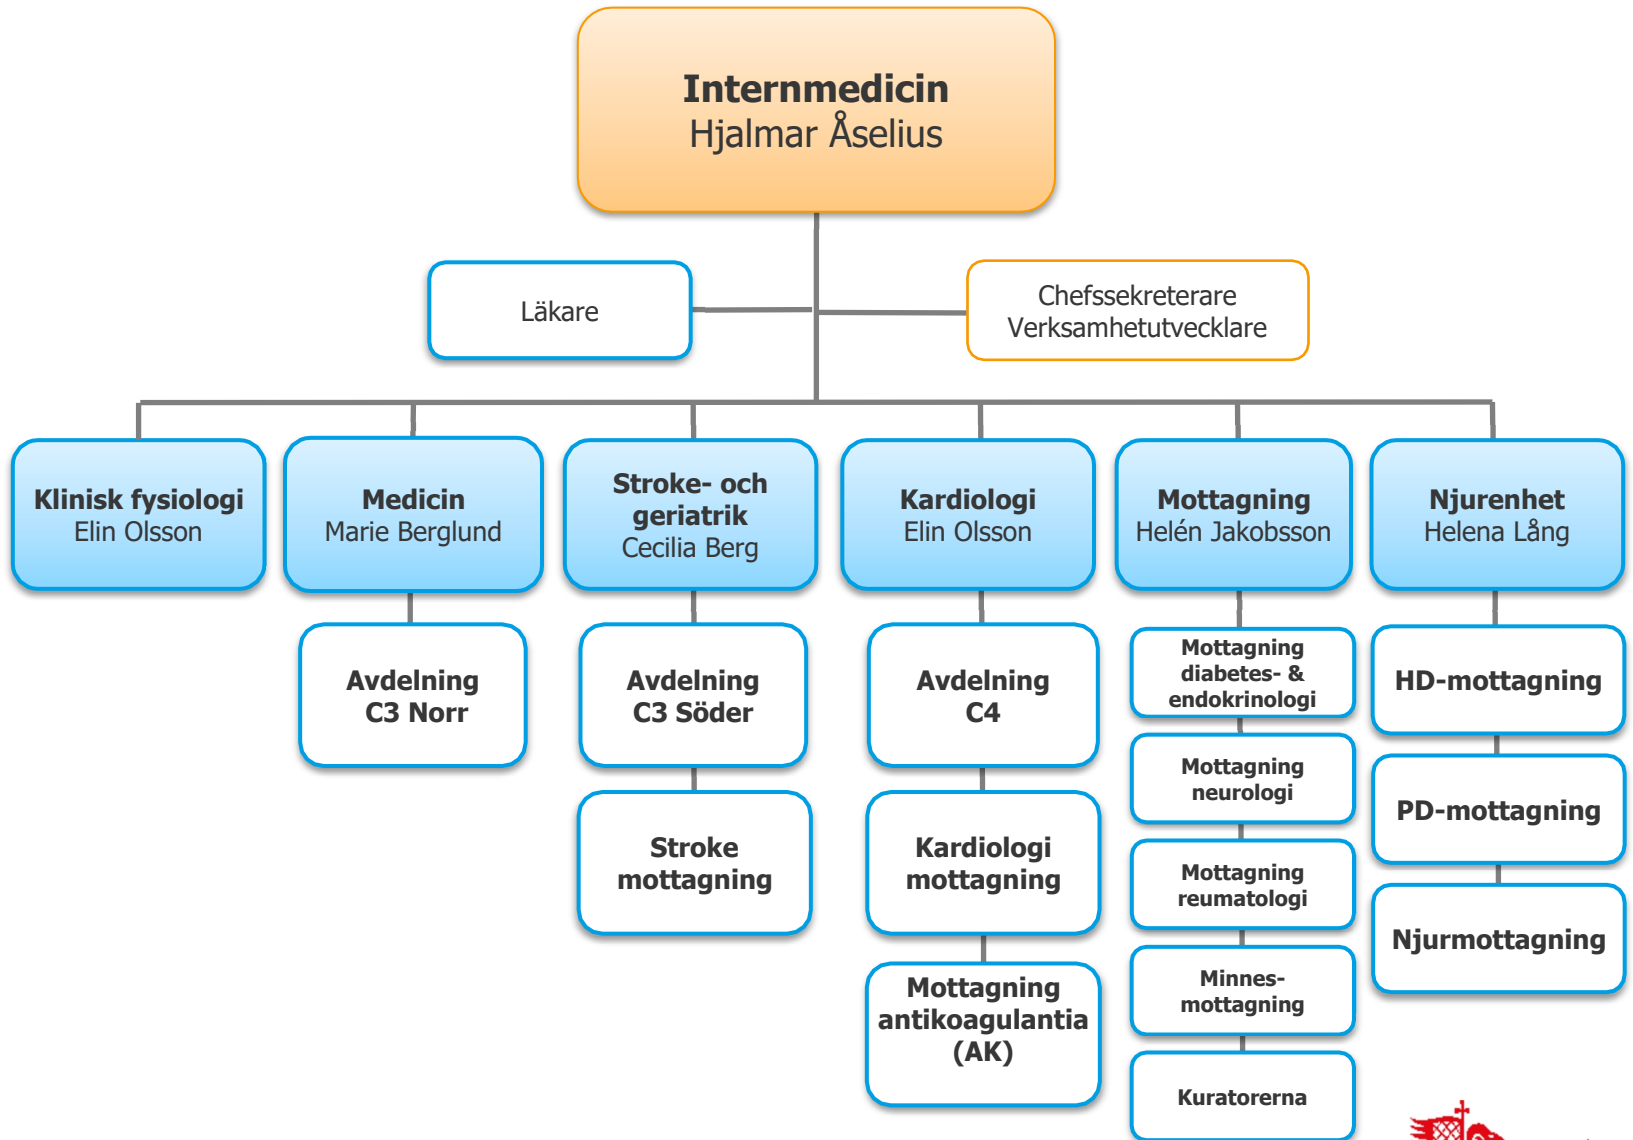 Internmedicin
Hjalmar Åselius
Läkare
Chefssekreterare
Verksamhetutvecklare
Klinisk fysiologi
Elin Olsson
Medicin
Marie Berglund
Stroke- och
geriatrik
Cecilia Berg
Kardiologi
Elin Olsson
Mottagning
Helén Jakobsson
Njurenhet
Helena Lång
Avdelning
C3 Norr
Avdelning
C3 Söder
Stroke
mottagning
Avdelning
C4
Kardiologi
mottagning
Mottagning
antikoagulantia
(AK)
Mottagning
diabetes- &
endokrinologi
Mottagning
neurologi
Mottagning
reumatologi
Minnes-
mottagning
Kuratorerna
HD-mottagning
PD-mottagning
Njurmottagning